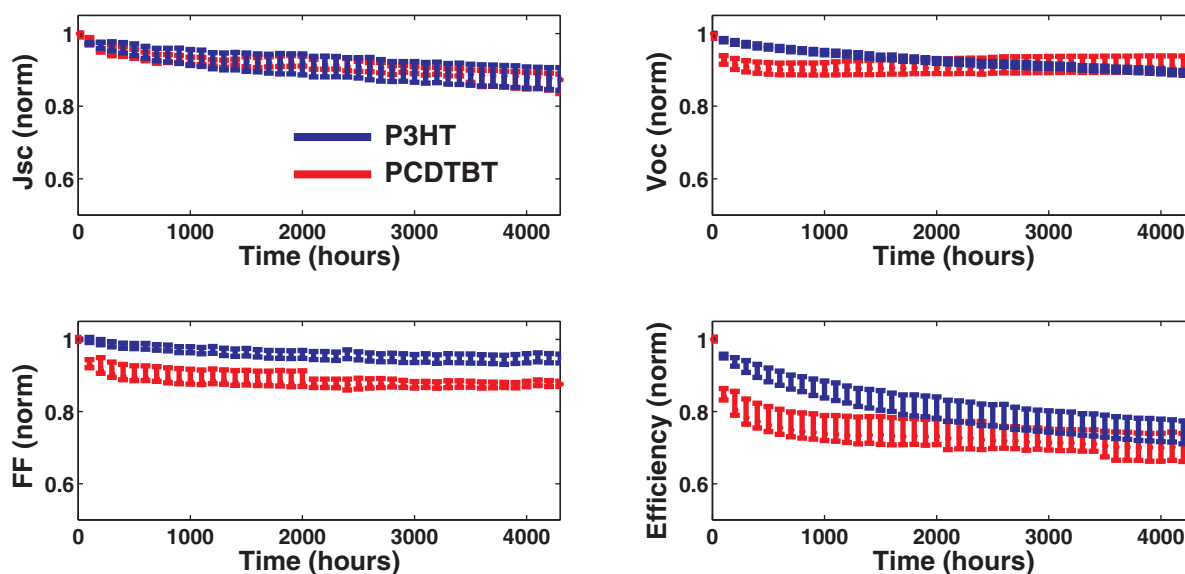 1
0.8
0.6
Jsc (norm)
P3HT
PCDTBT
0 1000 2000 3000 4000
Time (hours)
1
0.8
0.6
Voc (norm)
0 1000 2000 3000 4000
Time (hours)
1
0.8
0.6
FF (norm)
0 1000 2000 3000 4000
Time (hours)
1
0.8
0.6
Efficiency (norm)
0 1000 2000 3000 4000
Time (hours)